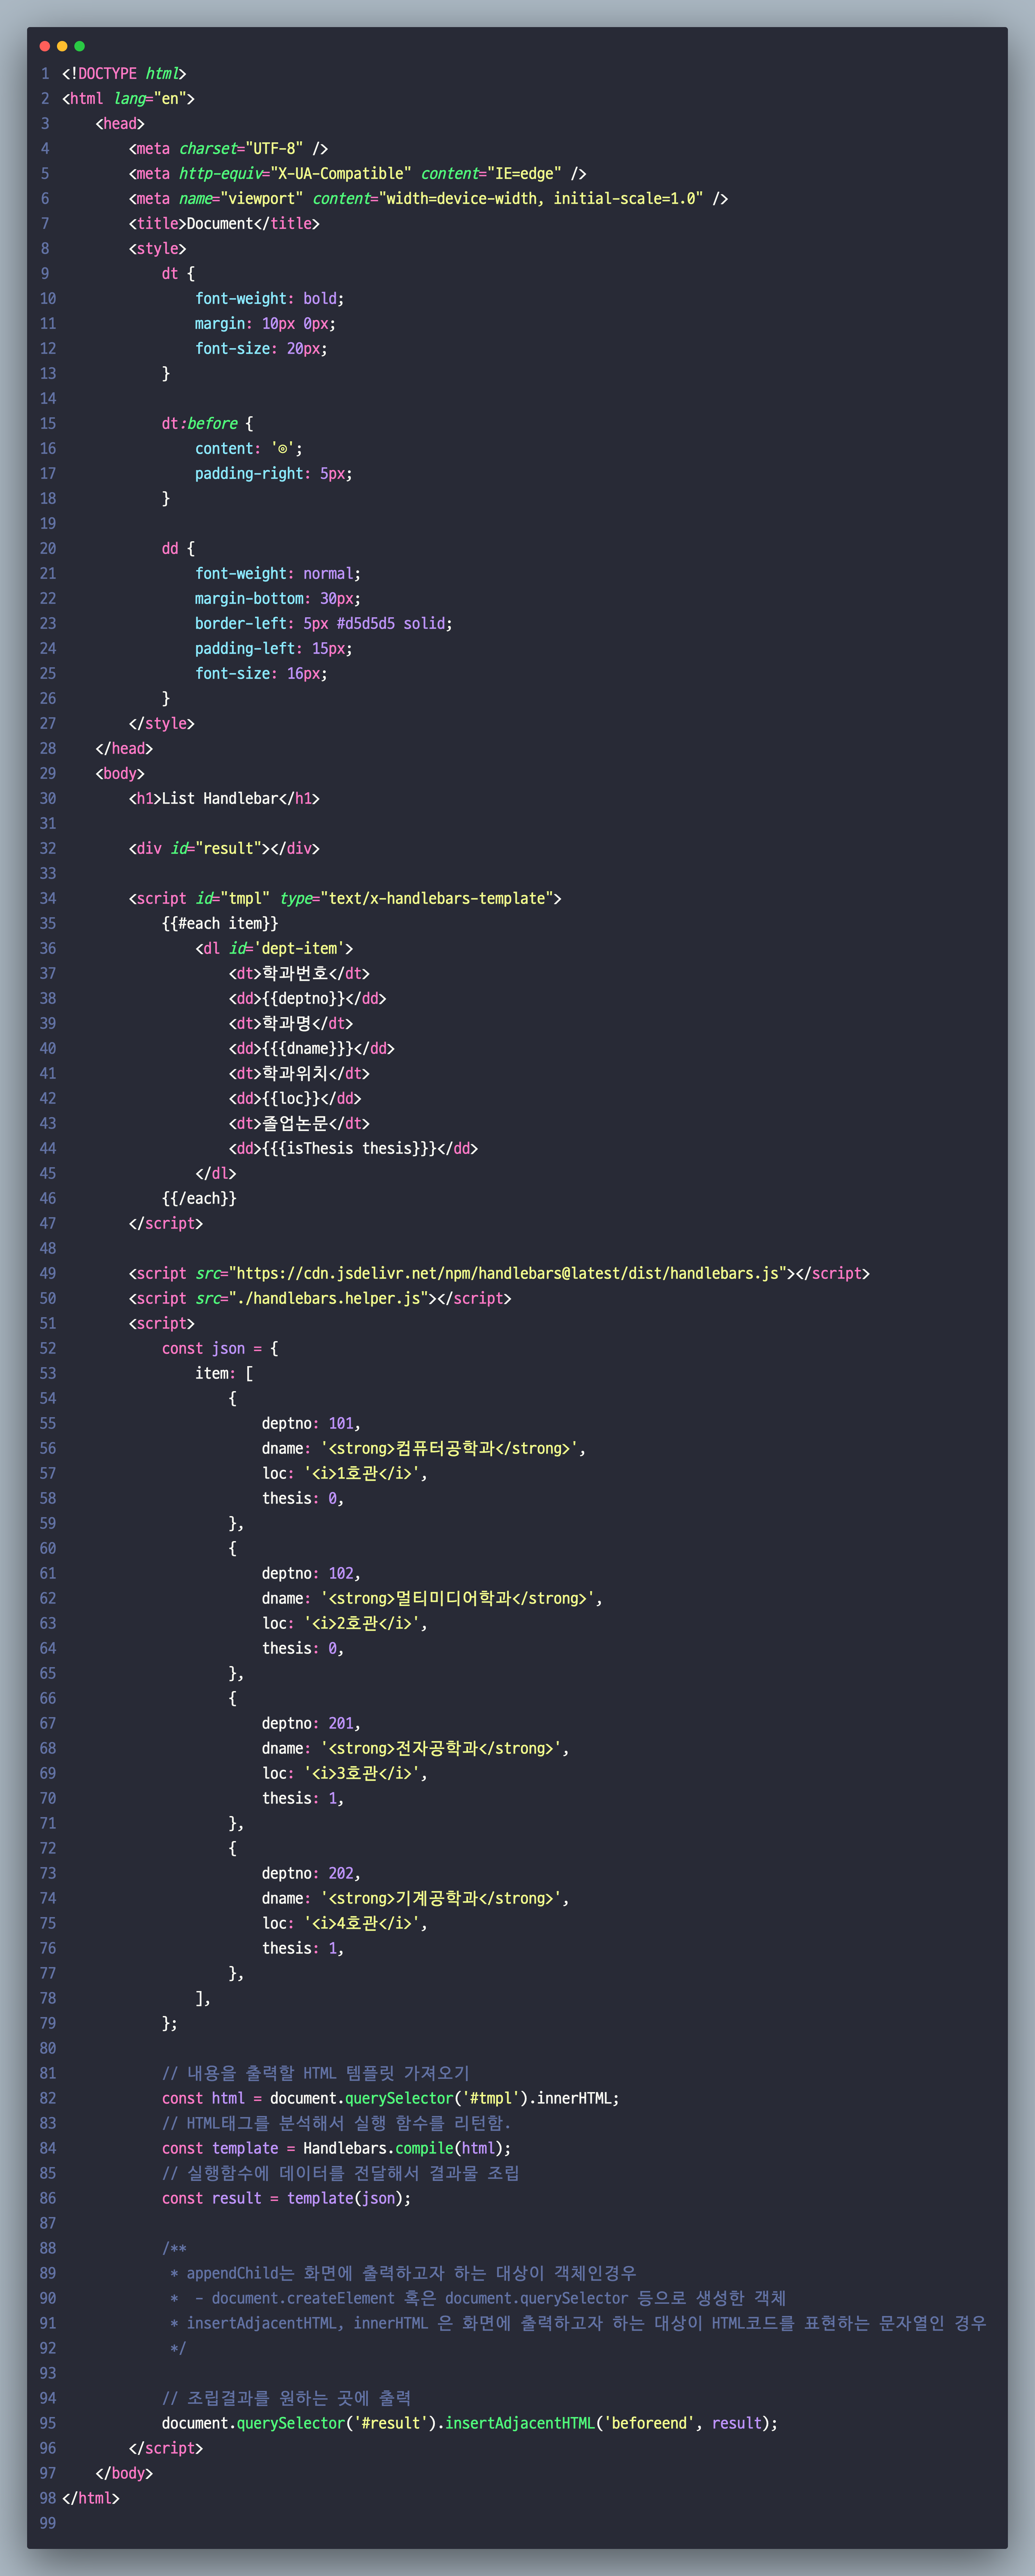 1 <!DOCTYPE html>
2 <html lang="en">
3     <head>
4         <meta charset="UTF-8" />
5         <meta http-equiv="X-UA-Compatible" content="IE=edge" />
6         <meta name="viewport" content="width=device-width, initial-scale=1.0" />
7         <title>Document</title>
8         <style>
9             dt {
10                 font-weight: bold;
11                 margin: 10px 0px;
12                 font-size: 20px;
13             }
14
15             dt:before {
16                 content: '◎';
17                 padding-right: 5px;
18             }
19
20             dd {
21                 font-weight: normal;
22                 margin-bottom: 30px;
23                 border-left: 5px #d5d5d5 solid;
24                 padding-left: 15px;
25                 font-size: 16px;
26             }
27         </style>
28     </head>
29     <body>
30         <h1>List Handlebar</h1>
31
32         <div id="result"></div>
33
34         <script id="tmpl" type="text/x-handlebars-template">
35             {{#each item}}
36                 <dl id='dept-item'>
37                     <dt>학과번호</dt>
38                     <dd>{{deptno}}</dd>
39                     <dt>학과명</dt>
40                     <dd>{{{dname}}}</dd>
41                     <dt>학과위치</dt>
42                     <dd>{{loc}}</dd>
43                     <dt>졸업논문</dt>
44                     <dd>{{{isThesis thesis}}}</dd>
45                 </dl>
46             {{/each}}
47         </script>
48
49         <script src="https://cdn.jsdelivr.net/npm/handlebars@latest/dist/handlebars.js"></script>
50         <script src="./handlebars.helper.js"></script>
51         <script>
52             const json = {
53                 item: [
54                     {
55                         deptno: 101,
56                         dname: '<strong>컴퓨터공학과</strong>',
57                         loc: '<i>1호관</i>',
58                         thesis: 0,
59                     },
60                     {
61                         deptno: 102,
62                         dname: '<strong>멀티미디어학과</strong>',
63                         loc: '<i>2호관</i>',
64                         thesis: 0,
65                     },
66                     {
67                         deptno: 201,
68                         dname: '<strong>전자공학과</strong>',
69                         loc: '<i>3호관</i>',
70                         thesis: 1,
71                     },
72                     {
73                         deptno: 202,
74                         dname: '<strong>기계공학과</strong>',
75                         loc: '<i>4호관</i>',
76                         thesis: 1,
77                     },
78                 ],
79             };
80
81             // 내용을 출력할 HTML 템플릿 가져오기
82             const html = document.querySelector('#tmpl').innerHTML;
83             // HTML태그를 분석해서 실행 함수를 리턴함.
84             const template = Handlebars.compile(html);
85             // 실행함수에 데이터를 전달해서 결과물 조립
86             const result = template(json);
87
88             /**
89              * appendChild는 화면에 출력하고자 하는 대상이 객체인경우
90              *  - document.createElement 혹은 document.querySelector 등으로 생성한 객체
91              * insertAdjacentHTML, innerHTML 은 화면에 출력하고자 하는 대상이 HTML코드를 표현하는 문자열인 경우
92              */
93
94             // 조립결과를 원하는 곳에 출력
95             document.querySelector('#result').insertAdjacentHTML('beforeend', result);
96         </script>
97     </body>
98 </html>
99